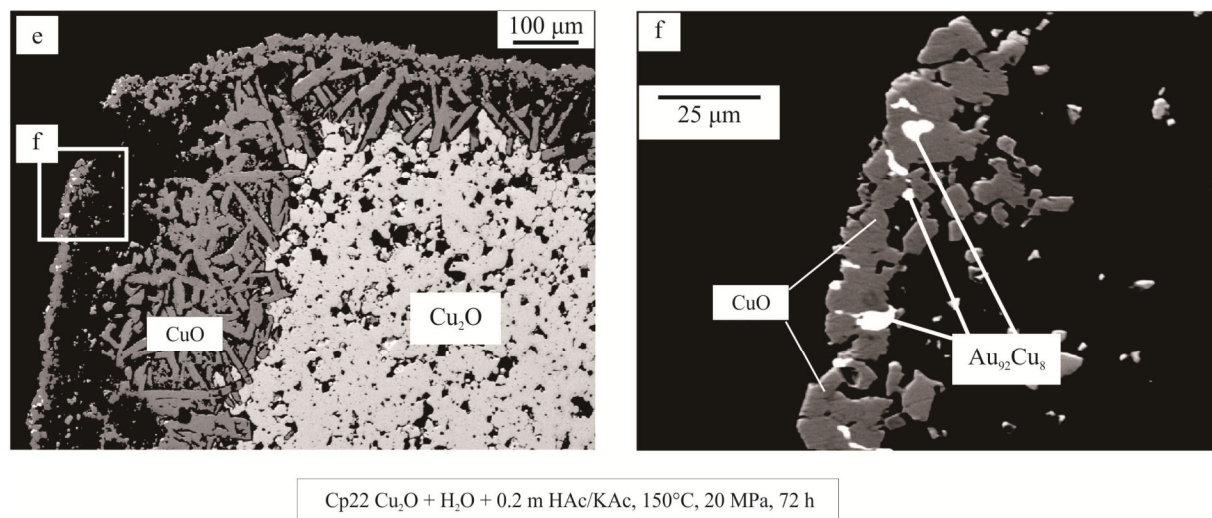 e
100 μm
f
CuO
Cu₂O
f
25 μm
CuO
Au₉₂Cu₈
Cp22 Cu₂O + H₂O + 0.2 m HAc/KAc, 150°C, 20 MPa, 72 h